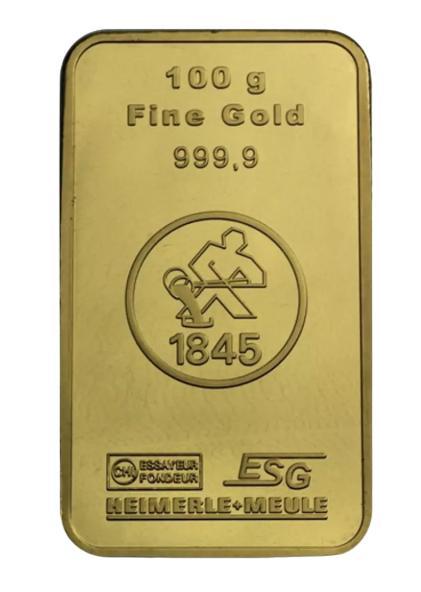 100 g
Fine Gold
999,9
1845
CHI ESSAYEUR
FONDEUR
ESG
HEIMERLE+MEULE